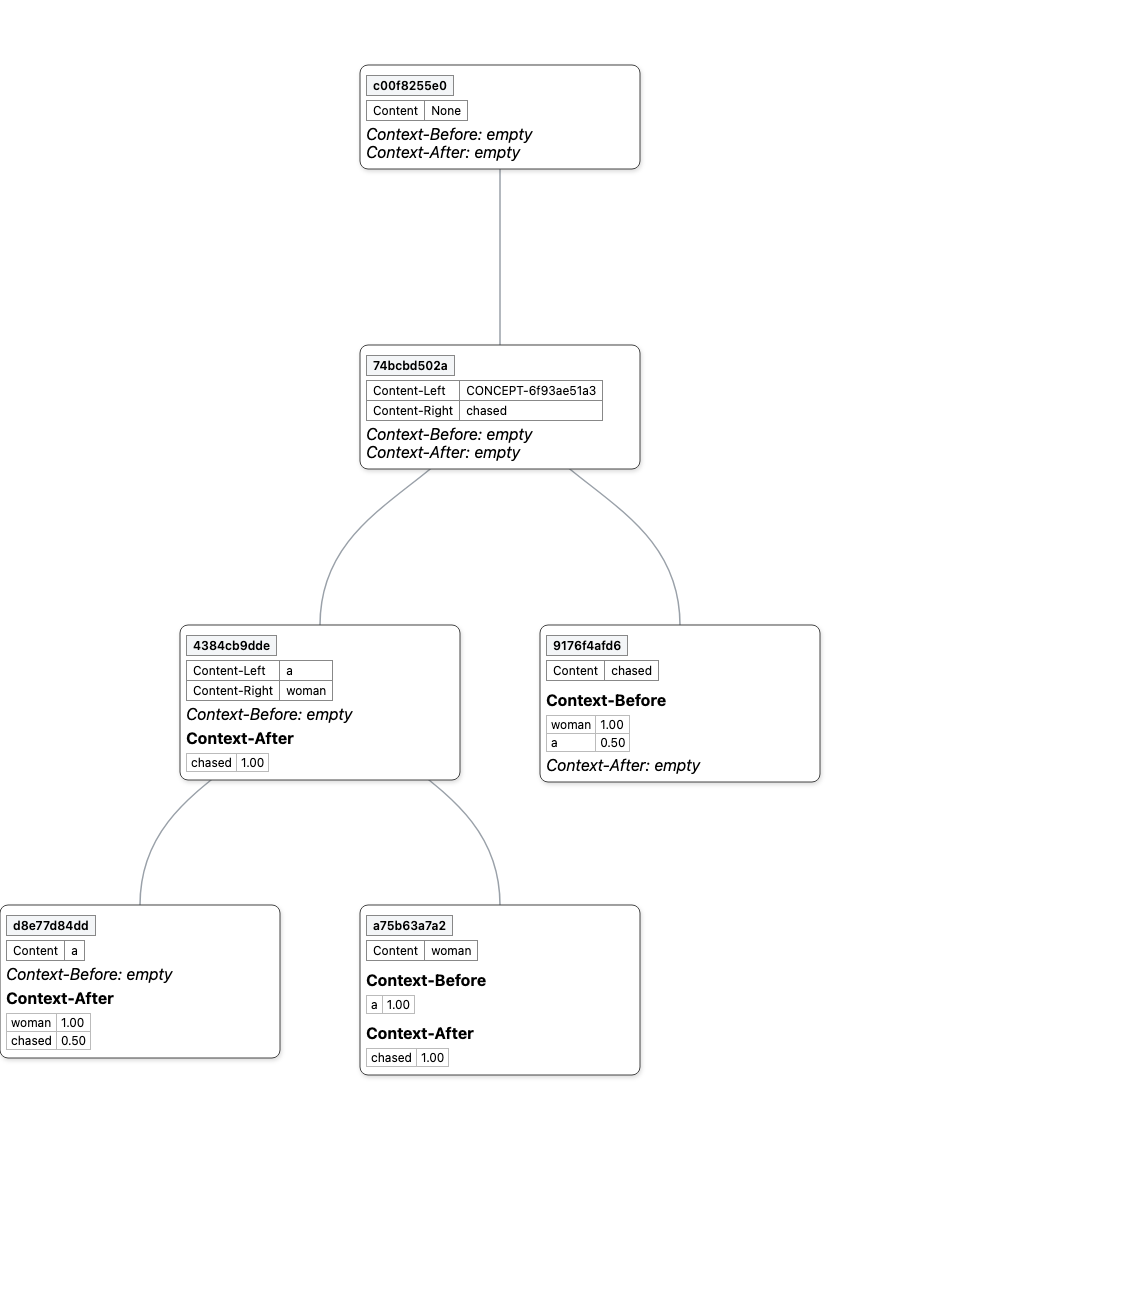 c00f8255e0
Content None
Context-Before: empty
Context-After: empty
74bcbd502a
Content-Left CONCEPT-6f93ae51a3
Content-Right chased
Context-Before: empty
Context-After: empty
4384cb9dde
Content-Left a
Content-Right woman
Context-Before: empty
Context-After
chased 1.00
9176f4afd6
Content chased
Context-Before
woman 1.00
a 0.50
Context-After: empty
d8e77d84dd
Content a
Context-Before: empty
Context-After
woman 1.00
chased 0.50
a75b63a7a2
Content woman
Context-Before
a 1.00
Context-After
chased 1.00